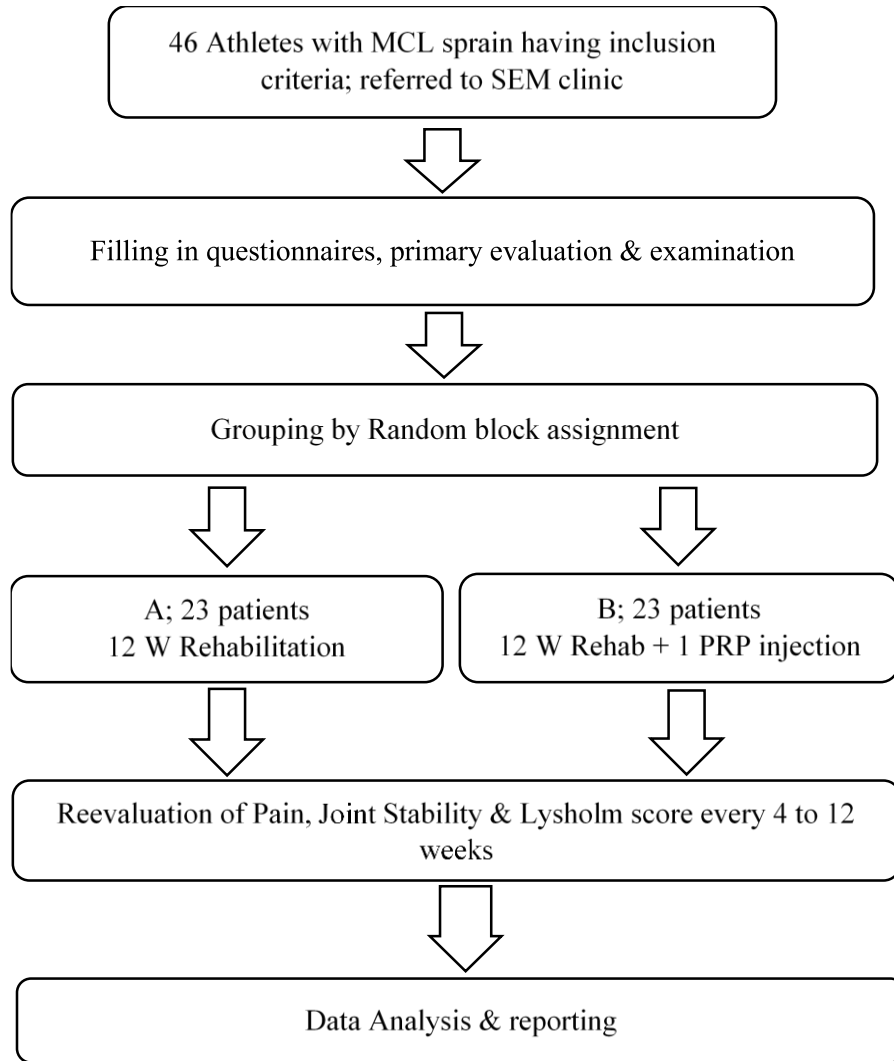 46 Athletes with MCL sprain having inclusion
criteria; referred to SEM clinic
Filling in questionnaires, primary evaluation & examination
Grouping by Random block assignment
A; 23 patients
12 W Rehabilitation
B; 23 patients
12 W Rehab + 1 PRP injection
Reevaluation of Pain, Joint Stability & Lysholm score every 4 to 12
weeks
Data Analysis & reporting